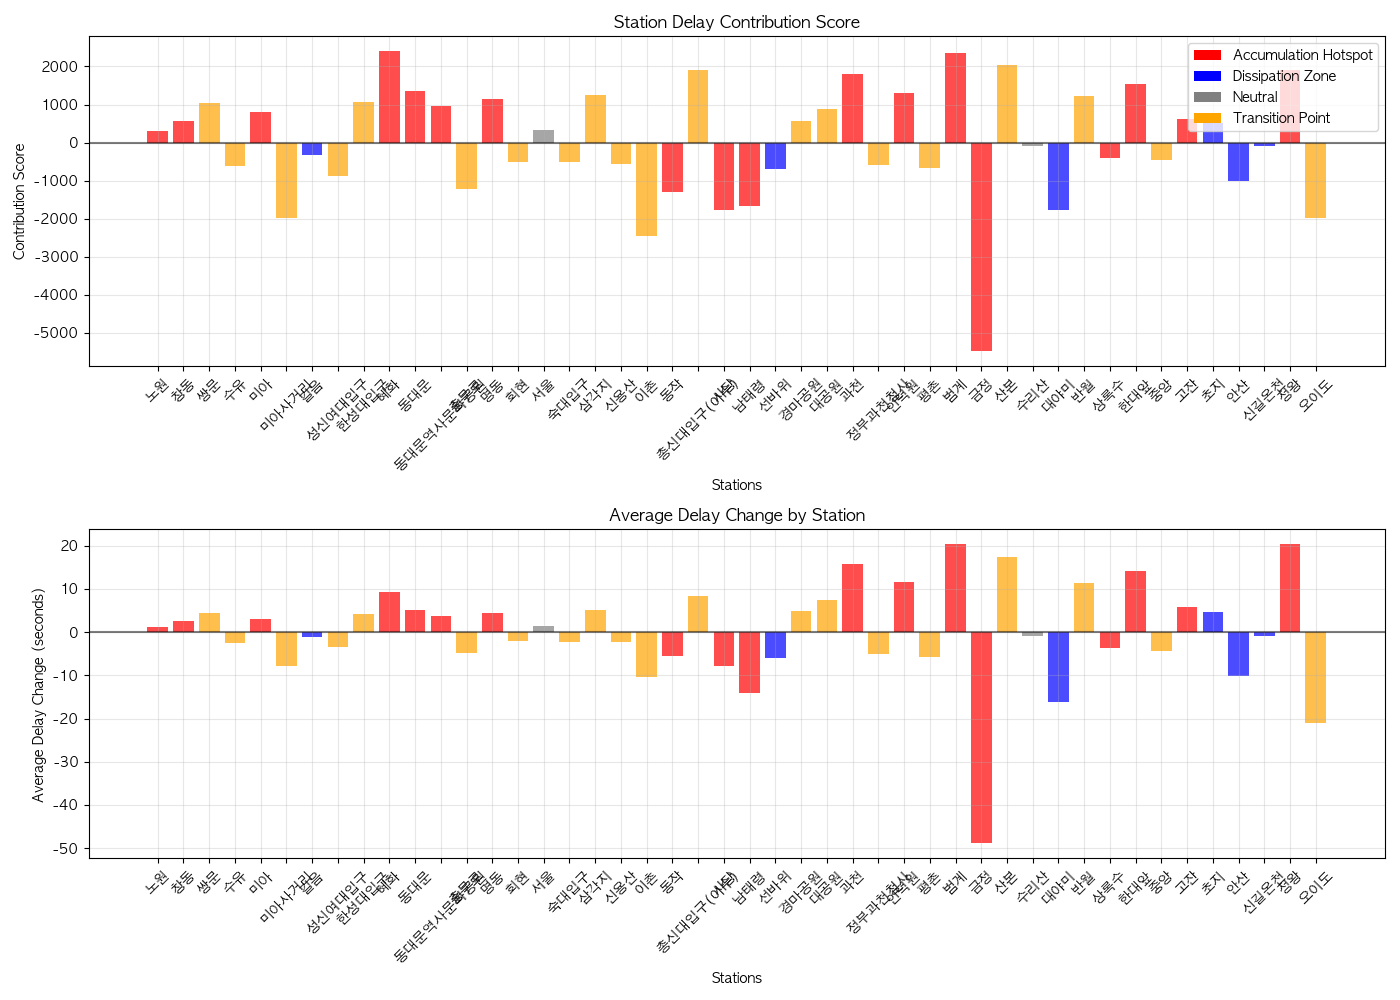 Station Delay Contribution Score
Accumulation Hotspot
Dissipation Zone
Neutral
Transition Point
Contribution Score
2000
1000
0
-1000
-2000
-3000
-4000
-5000
노원
창동
쌍문
수유
미아
미아사거리
길음
성신여대입구
한성대입구
혜화
동대문
동대문역사문화공원
충무로
명동
회현
서울
숙대입구
삼각지
신용산
이촌
동작
총신대입구(이수)
사당
남태령
선바위
경마공원
대공원
과천
정부과천청사
인덕원
평촌
범계
금정
산본
수리산
대야미
반월
상록수
한대앞
중앙
고잔
초지
안산
신길온천
정왕
오이도
Stations
Average Delay Change by Station
Average Delay Change (seconds)
20
10
0
-10
-20
-30
-40
-50
노원
창동
쌍문
수유
미아
미아사거리
길음
성신여대입구
한성대입구
혜화
동대문
동대문역사문화공원
충무로
명동
회현
서울
숙대입구
삼각지
신용산
이촌
동작
총신대입구(이수)
사당
남태령
선바위
경마공원
대공원
과천
정부과천청사
인덕원
평촌
범계
금정
산본
수리산
대야미
반월
상록수
한대앞
중앙
고잔
초지
안산
신길온천
정왕
오이도
Stations